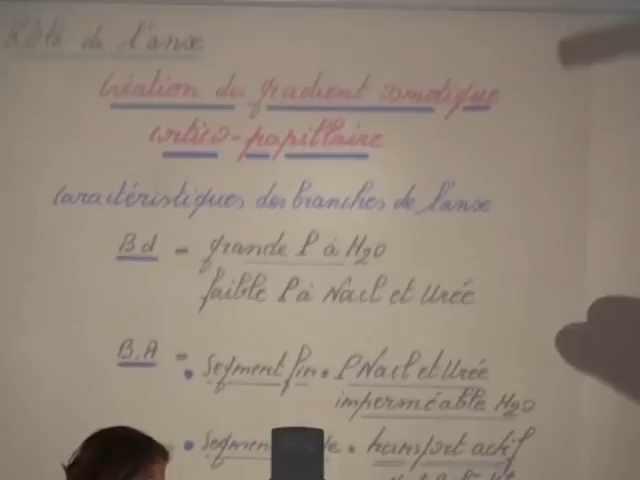 Rôle de l'anse
Création du gradient osmotique
cortico-papillaire
caractéristiques des branches de l'anse
Bd = grande P à H2O
faible P à Nacl et Urée
B.A =
• Segment fin. P Nacl et Urée
imperméable H2O
• transport actif